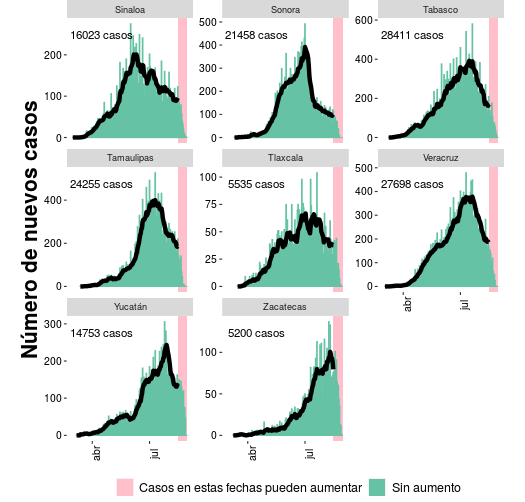 Sinaloa
Sonora
Tabasco
16023 casos
21458 casos
28411 casos
200
100
0
500
400
300
200
100
0
600
400
200
0
Tamaulipas
Tlaxcala
Veracruz
24255 casos
5535 casos
27698 casos
400
200
0
100
75
50
25
0
500
400
300
200
100
0
Yucatán
Zacatecas
14753 casos
5200 casos
300
200
100
0
100
50
0
abr
jul
abr
jul
abr
jul
Número de nuevos casos
Casos en estas fechas pueden aumentar
Sin aumento